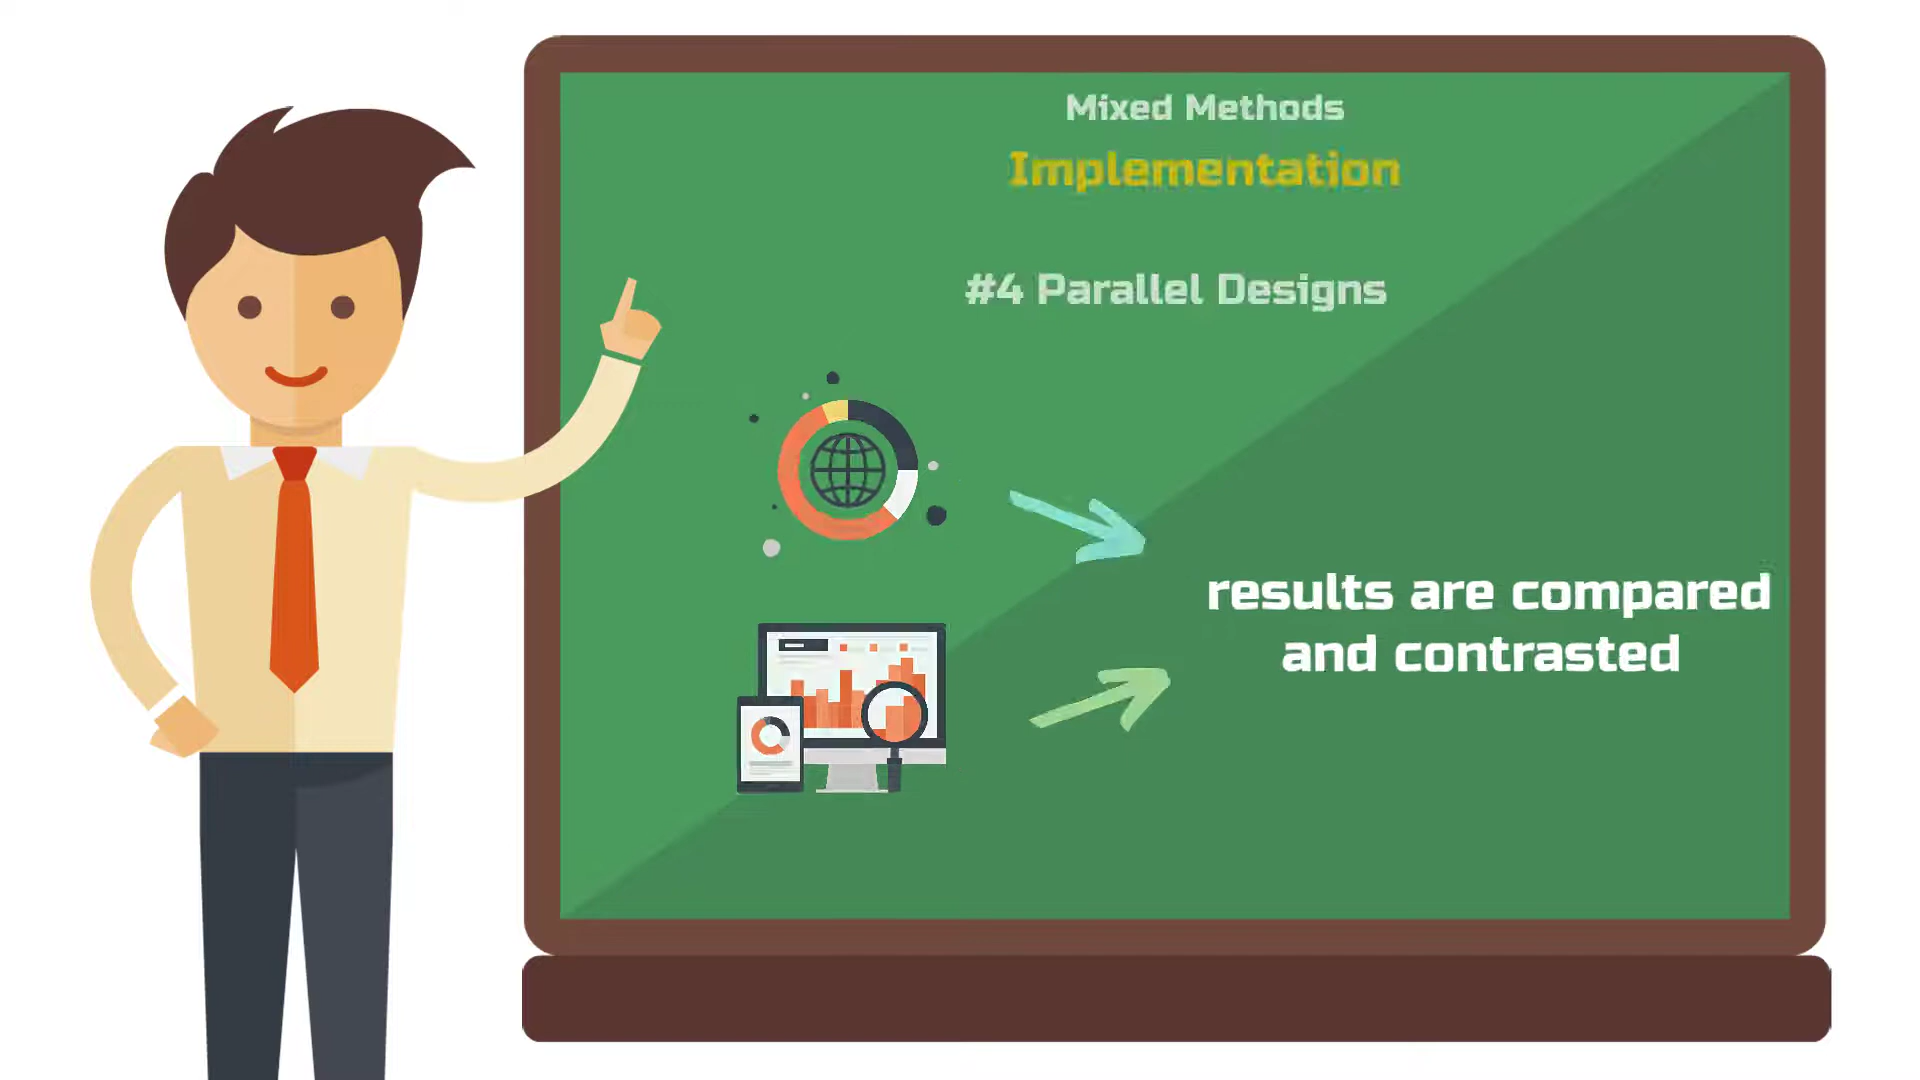 Mixed Methods
Implementation
#4 Parallel Designs
results are compared
and contrasted